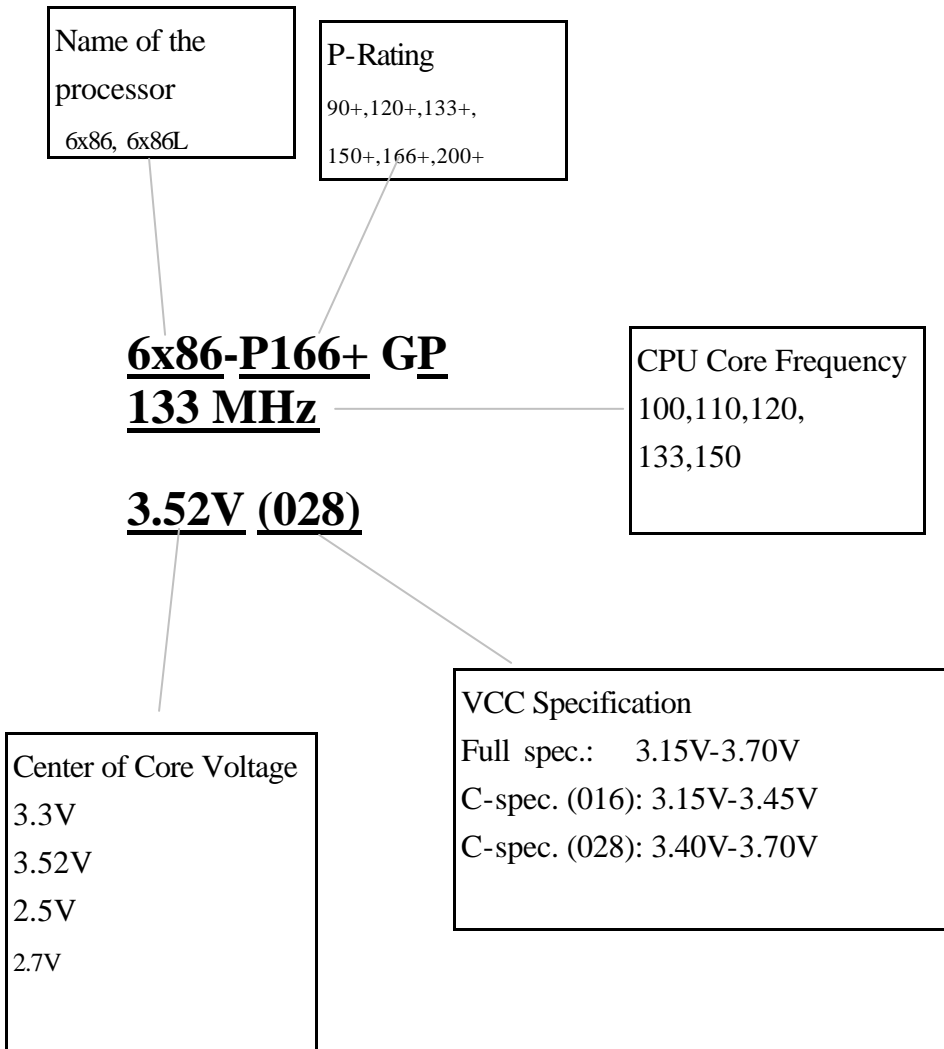 Name of the
processor
6x86, 6x86L
P-Rating
90+,120+,133+,
150+,166+,200+
6x86-P166+ GP
133 MHz
3.52V (028)
CPU Core Frequency
100,110,120,
133,150
Center of Core Voltage
3.3V
3.52V
2.5V
2.7V
VCC Specification
Full spec.: 3.15V-3.70V
C-spec. (016): 3.15V-3.45V
C-spec. (028): 3.40V-3.70V